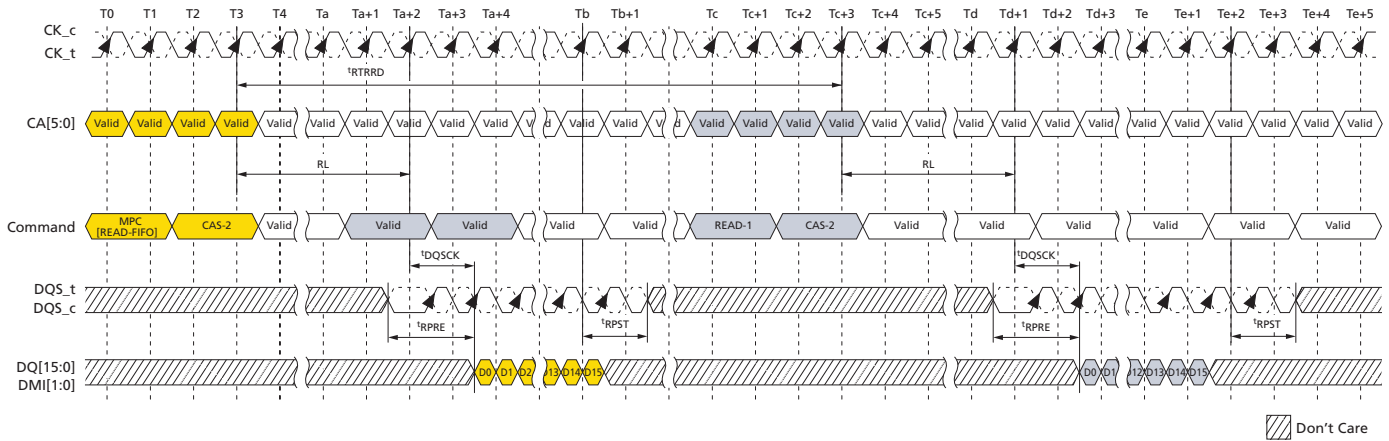 T0 T1 T2 T3 T4 Ta Ta+1 Ta+2 Ta+3 Ta+4 Tb Tb+1 Tc Tc+1 Tc+2 Tc+3 Tc+4 Tc+5 Td Td+1 Td+2 Td+3 Te Te+1 Te+2 Te+3 Te+4 Te+5
CK_c
CK_t
tRTRRD
CA[5:0] Valid Valid Valid Valid Valid Valid Valid Valid Valid Valid Valid Valid Valid Valid Valid Valid Valid Valid Valid Valid Valid Valid Valid Valid Valid Valid Valid
RL RL
Command MPC [READ-FIFO] CAS-2 Valid Valid Valid Valid Valid READ-1 CAS-2 Valid Valid Valid Valid Valid Valid
tDQSCK tDQSCK
DQS_t
DQS_c
tRPRE tRPST tRPRE tRPST
DQ[15:0]
DMI[1:0]
D0 D1 D2 D13 D14 D15 D0 D1 D12 D13 D14 D15
Don't Care